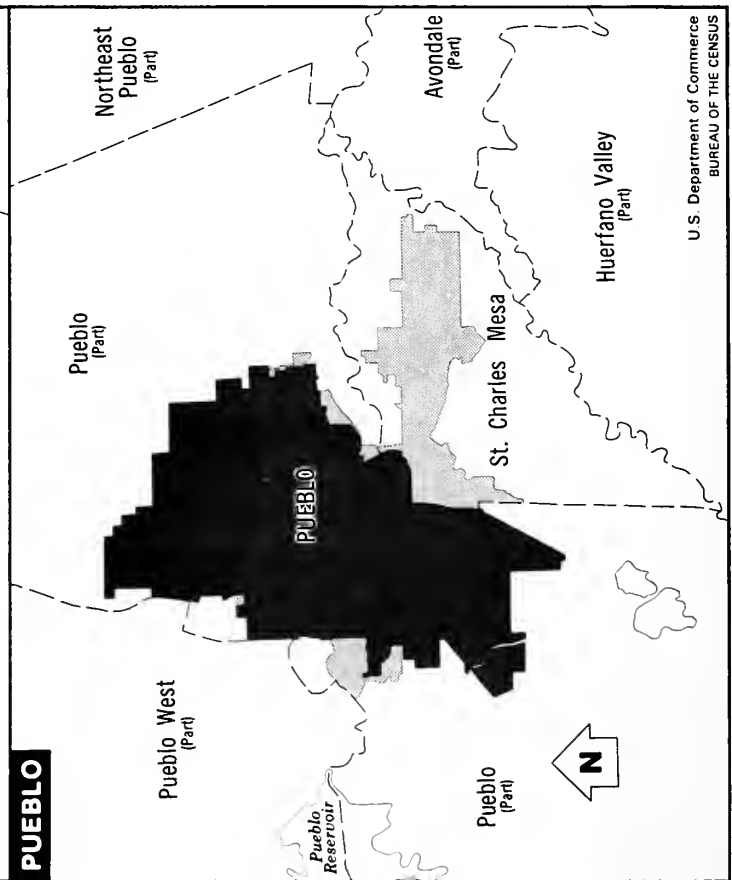 PUEBLO
Northeast
Pueblo
(Part)
Avondale
(Part)
Pueblo
(Part)
Pueblo West
(Part)
PUEBLO
St. Charles Mesa
Huerfano Valley
(Part)
Pueblo
Reservoir
Pueblo
(Part)
N
U.S. Department of Commerce
BUREAU OF THE CENSUS